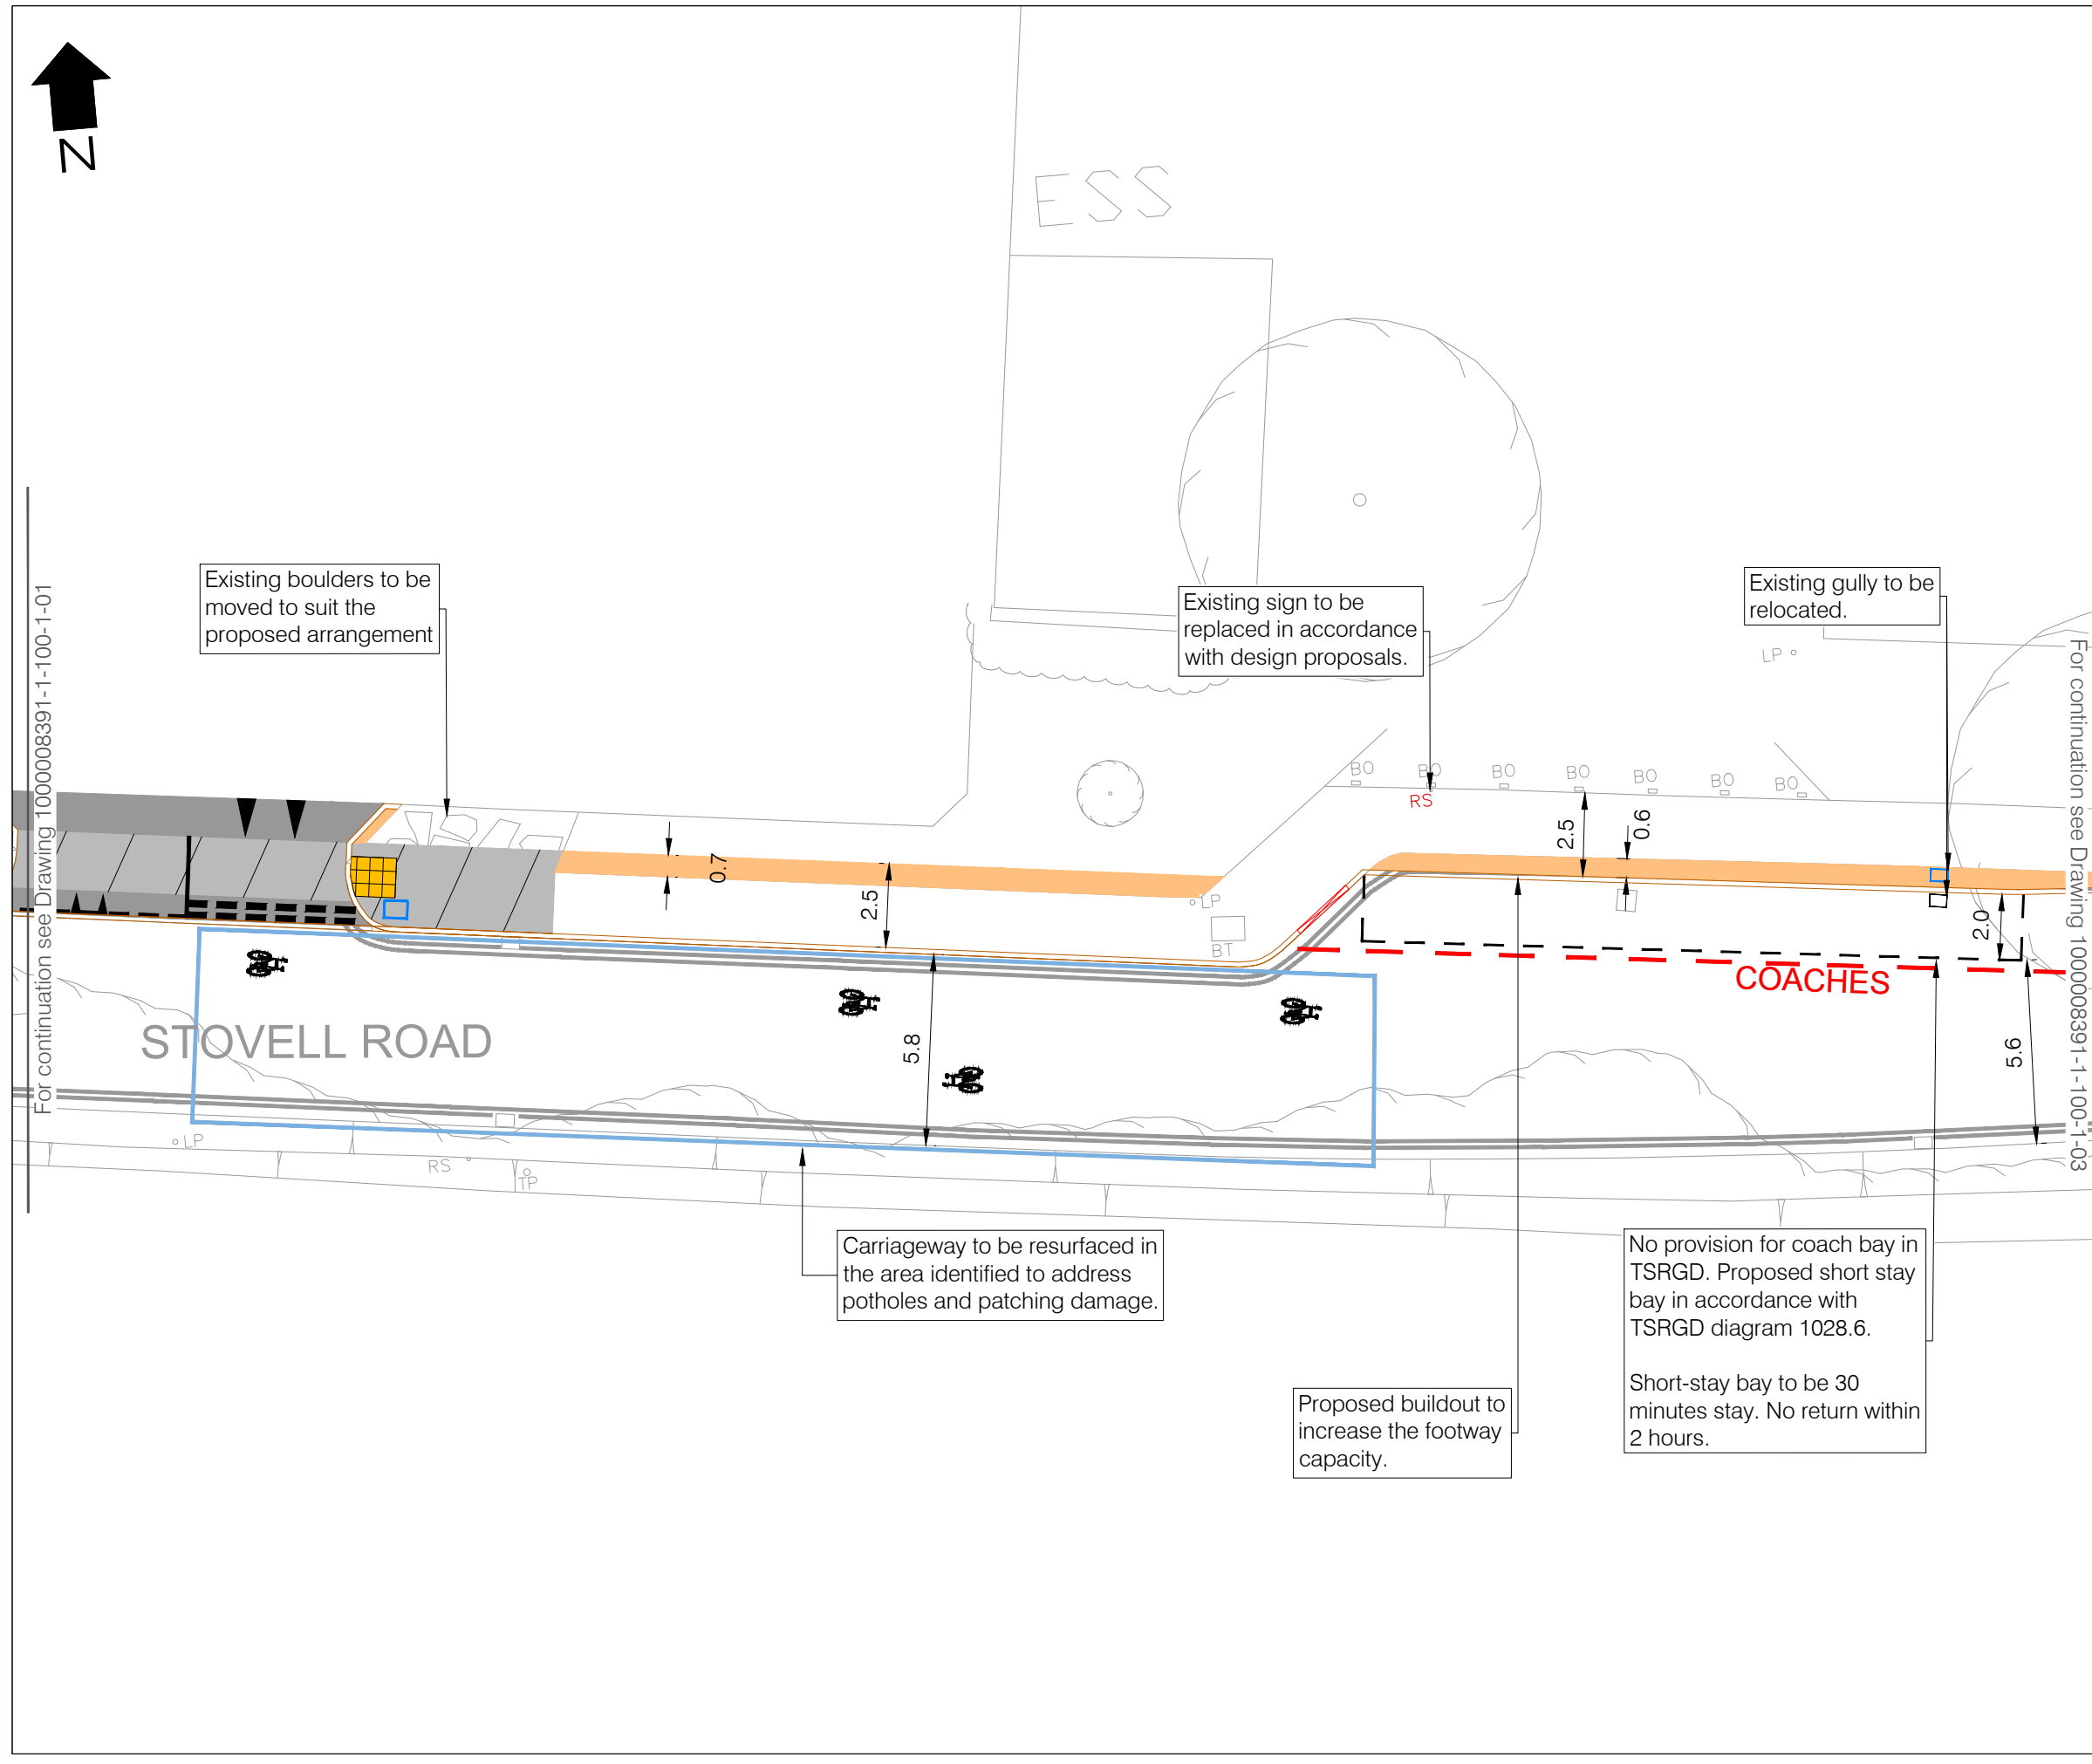 N
ESS
Existing boulders to be
moved to suit the
proposed arrangement
Existing sign to be
replaced in accordance
with design proposals.
Existing gully to be
relocated.
For continuation see Drawing 1000008391-1-100-1-01
For continuation see Drawing 1000008391-1-100-1-03
LP
BO
BO
BO
BO
BO
BO
BO
RS
2.5
0.6
0.7
2.5
LP
BT
2.0
COACHES
STOVELL ROAD
5.8
5.6
LP
RS
TP
Carriageway to be resurfaced in
the area identified to address
potholes and patching damage.
No provision for coach bay in
TSRGD. Proposed short stay
bay in accordance with
TSRGD diagram 1028.6.
Short-stay bay to be 30
minutes stay. No return within
2 hours.
Proposed buildout to
increase the footway
capacity.